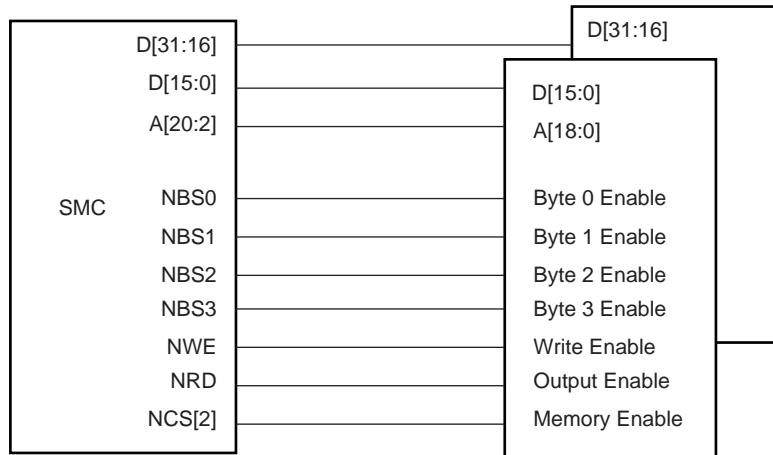 D[31:16] D[31:16]
D[15:0] D[15:0]
A[20:2] A[18:0]
SMC
NBS0 Byte 0 Enable
NBS1 Byte 1 Enable
NBS2 Byte 2 Enable
NBS3 Byte 3 Enable
NWE Write Enable
NRD Output Enable
NCS[2] Memory Enable